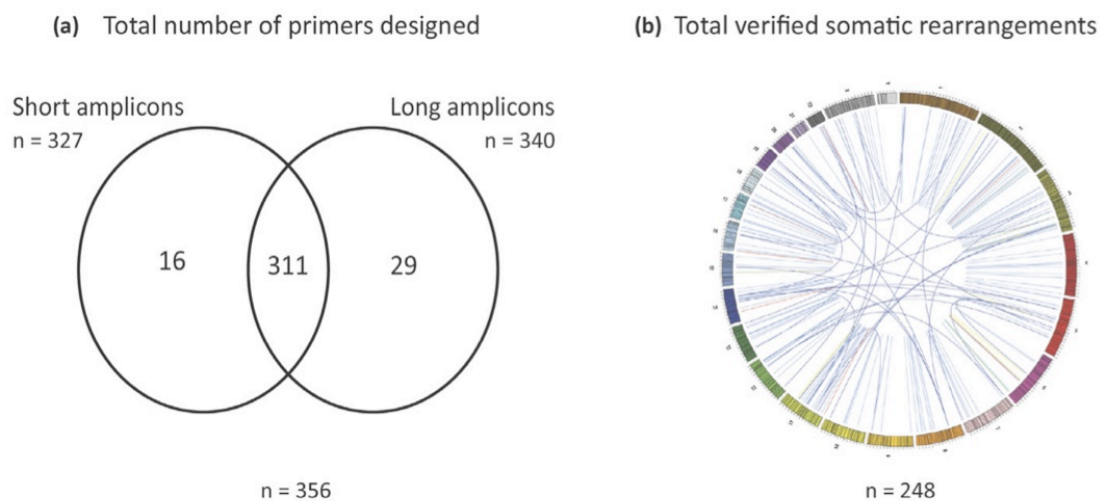 (a) Total number of primers designed
Short amplicons
n = 327
Long amplicons
n = 340
16
311
29
n = 356
(b) Total verified somatic rearrangements
n = 248